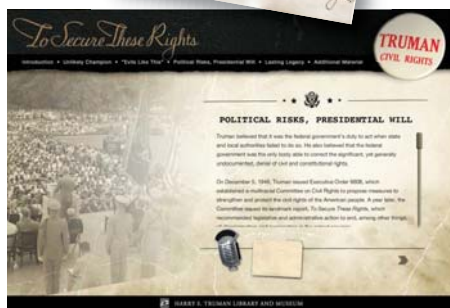 To Secure These Rights
TRUMAN
CIVIL RIGHTS
Introduction • Unlikely Champion • "Evils Like This" • Political Risks, Presidential Will • Lasting Legacy • Additional Material
POLITICAL RISKS, PRESIDENTIAL WILL
Truman believed that it was the federal government's duty to act when state
and local authorities failed to do so. He also believed that the federal
government was the only body able to correct the significant, yet generally
undocumented, denial of civil and constitutional rights.
On December 5, 1946, Truman issued Executive Order 9808, which
established a multiracial Committee on Civil Rights to propose measures to
strengthen and protect the civil rights of the American people. A year later, the
Committee issued its landmark report, To Secure These Rights, which
recommended legislative and administrative action to end, among other things
HARRY S. TRUMAN LIBRARY AND MUSEUM